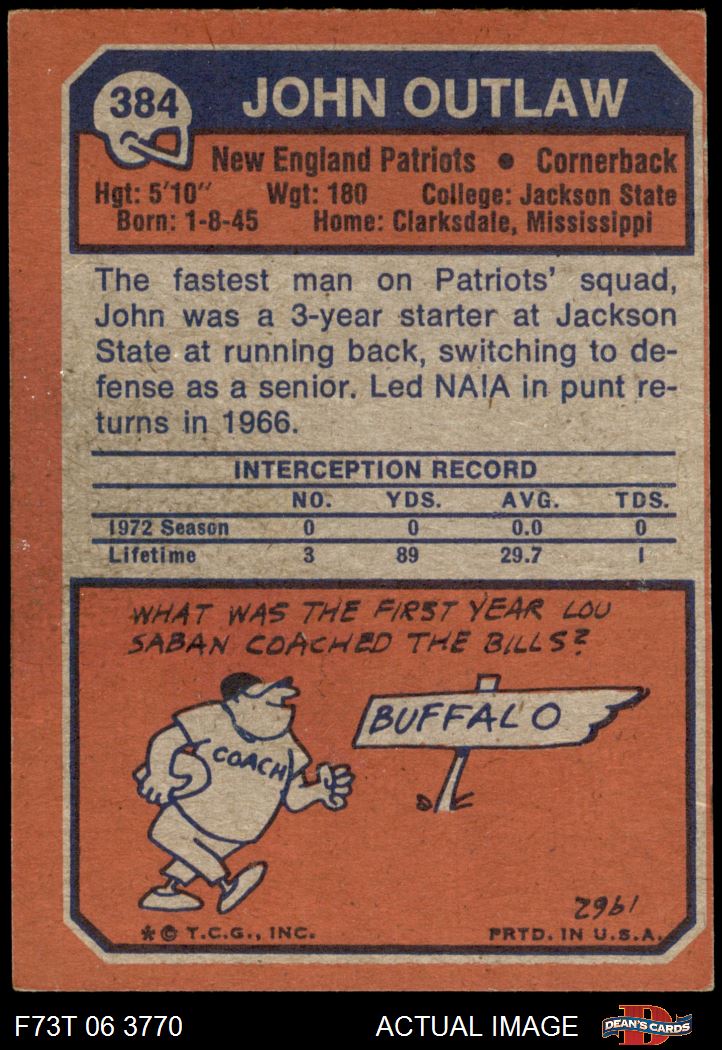 384
JOHN OUTLAW
New England Patriots • Cornerback
Hgt: 5'10" Wgt: 180 College: Jackson State
Born: 1-8-45 Home: Clarksdale, Mississippi
The fastest man on Patriots' squad,
John was a 3-year starter at Jackson
State at running back, switching to de-
fense as a senior. Led NAIA in punt re-
turns in 1966.
INTERCEPTION RECORD
NO. YDS. AVG. TDS.
1972 Season 0 0 0.0 0
Lifetime 3 89 29.7 1
WHAT WAS THE FIRST YEAR LOU
SABAN COACHED THE BILLS?
BUFFALO
COACH
1962
* © T.C.G., INC. PRTD. IN U.S.A.
F73T 06 3770 ACTUAL IMAGE
D
DEAN'S CARDS